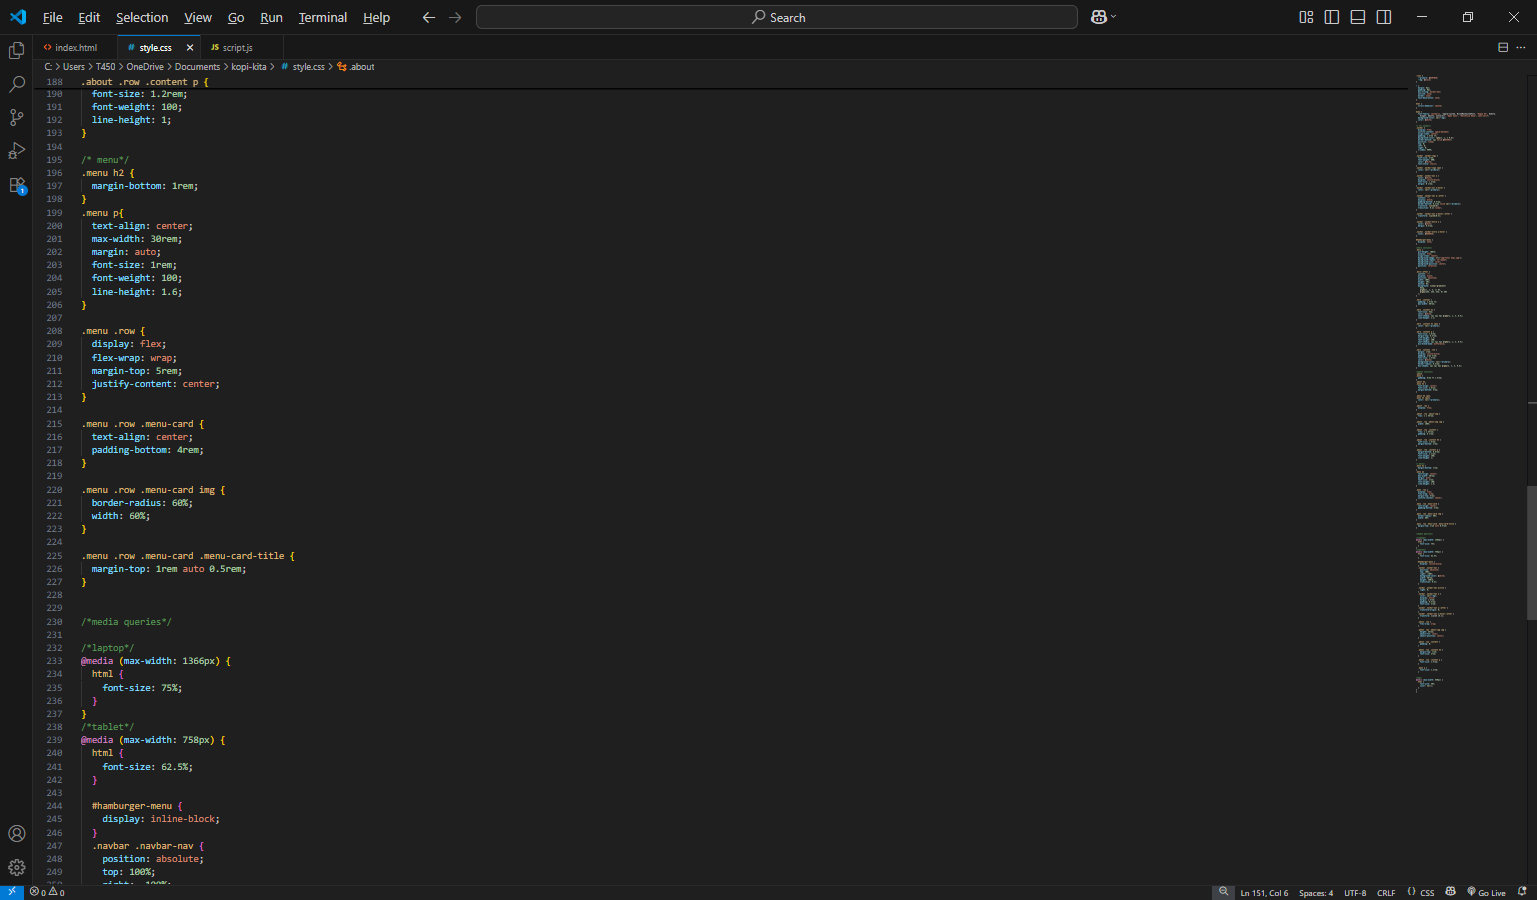 File Edit Selection View Go Run Terminal Help
Search
index.html
# style.css
JS script.js
C: > Users > T450 > OneDrive > Documents > kopi-kita > # style.css > .about
188 .about .row .content p {
190 font-size: 1.2rem;
191 font-weight: 100;
192 line-height: 1;
193 }
194
195 /* menu*/
196 .menu h2 {
197 margin-bottom: 1rem;
198 }
199 .menu p{
200 text-align: center;
201 max-width: 30rem;
202 margin: auto;
203 font-size: 1rem;
204 font-weight: 100;
205 line-height: 1.6;
206 }
207
208 .menu .row {
209 display: flex;
210 flex-wrap: wrap;
211 margin-top: 5rem;
212 justify-content: center;
213 }
214
215 .menu .row .menu-card {
216 text-align: center;
217 padding-bottom: 4rem;
218 }
219
220 .menu .row .menu-card img {
221 border-radius: 60%;
222 width: 60%;
223 }
224
225 .menu .row .menu-card .menu-card-title {
226 margin-top: 1rem auto 0.5rem;
227 }
228
229
230 /*media queries*/
231
232 /*laptop*/
233 @media (max-width: 1366px) {
234 html {
235 font-size: 75%;
236 }
237 }
238 /*tablet*/
239 @media (max-width: 758px) {
240 html {
241 font-size: 62.5%;
242 }
243
244 #hamburger-menu {
245 display: inline-block;
246 }
247 .navbar .navbar-nav {
248 position: absolute;
249 top: 100%;
1
0 0 Ln 151, Col 6 Spaces: 4 UTF-8 CRLF {} CSS Go Live